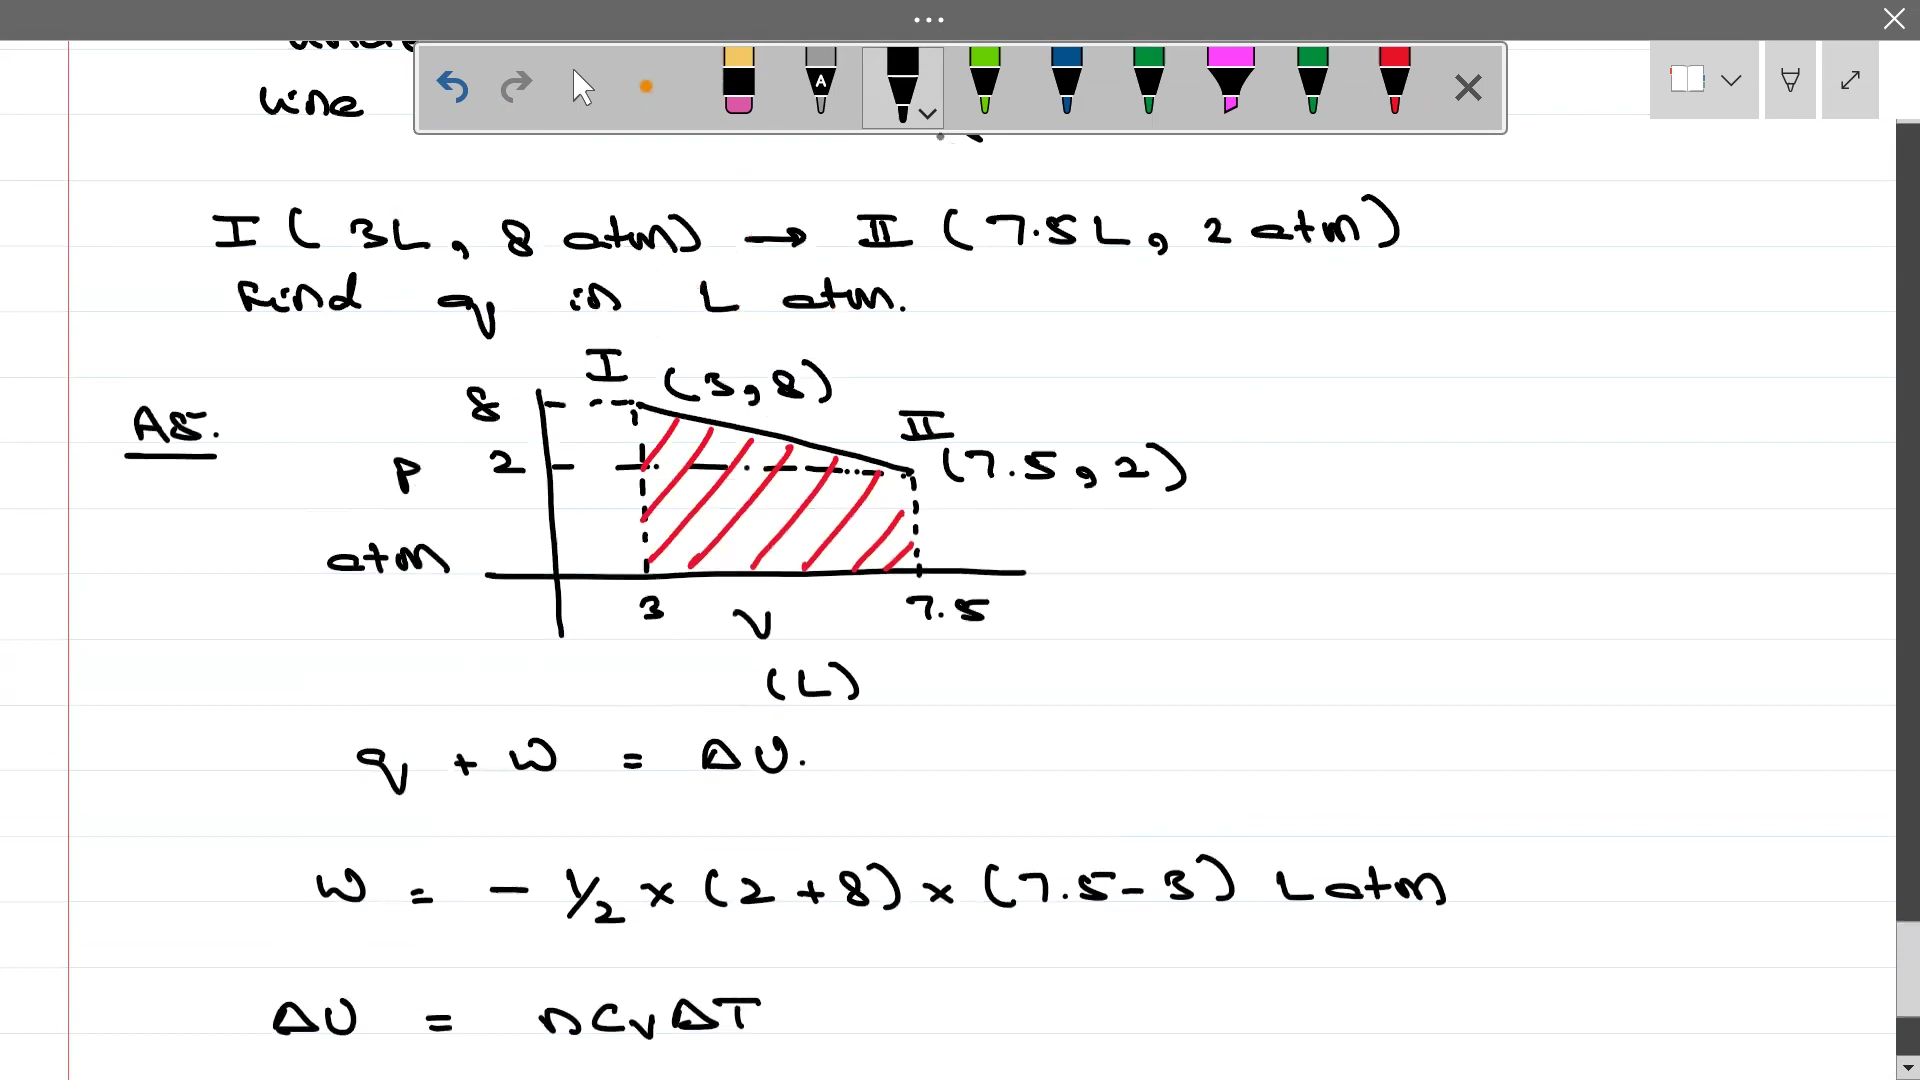 line
I ( 3L, 8 atm) → II ( 7.5 L, 2 atm)
Find q in L atm.
I (3, 8)
8
A5.
II
P 2 (7.5, 2)
atm
3 V 7.5
(L)
q + W = ΔU.
W = - 1/2 × (2 + 8) × (7.5 - 3) L atm
ΔU = nCvΔT